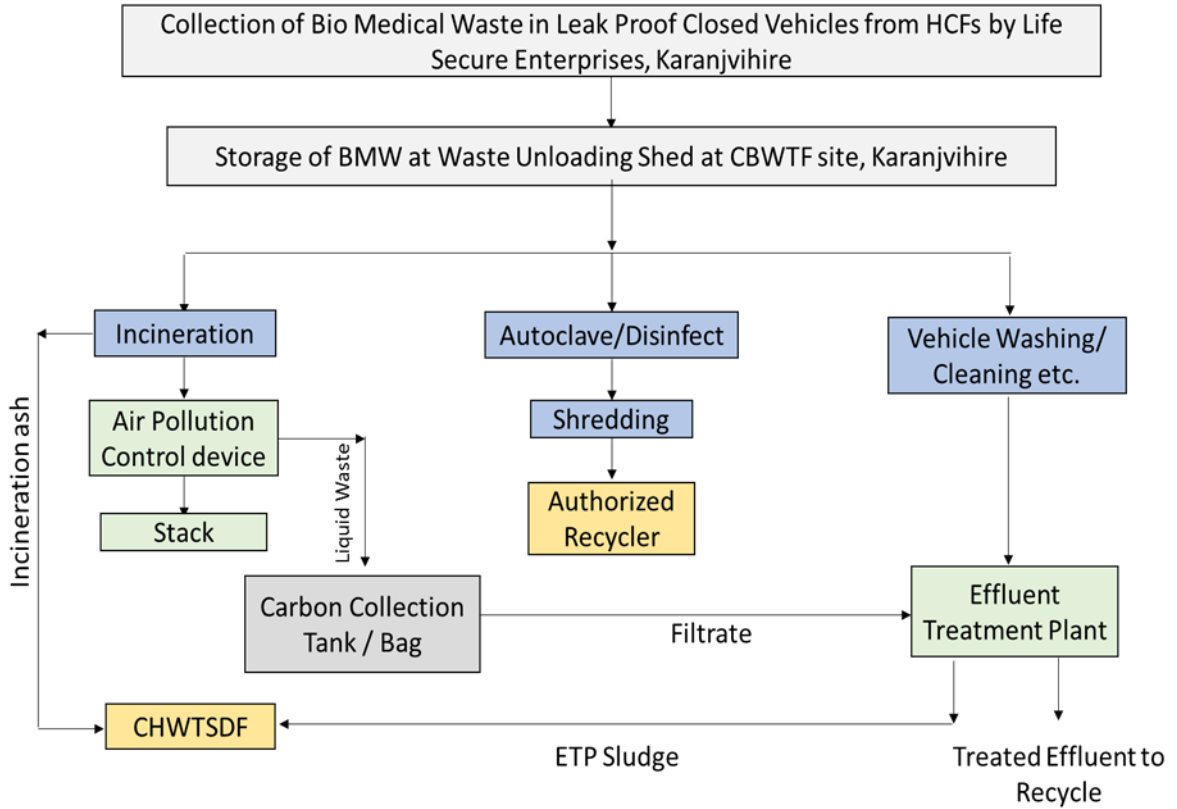 Collection of Bio Medical Waste in Leak Proof Closed Vehicles from HCFs by Life
Secure Enterprises, Karanjvihire
Storage of BMW at Waste Unloading Shed at CBWTF site, Karanjvihire
Incineration
Autoclave/Disinfect
Vehicle Washing/
Cleaning etc.
Incineration ash
Air Pollution
Control device
Shredding
Liquid Waste
Stack
Authorized
Recycler
Carbon Collection
Tank / Bag
Filtrate
Effluent
Treatment Plant
CHWTSDF
ETP Sludge
Treated Effluent to
Recycle